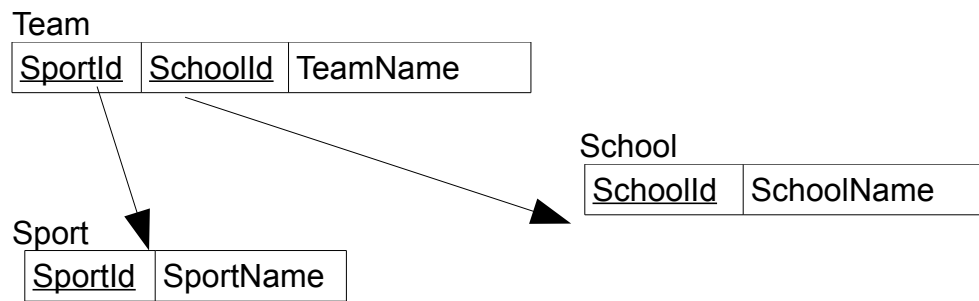 Team
SportId SchoolId TeamName
School
SchoolId SchoolName
Sport
SportId SportName